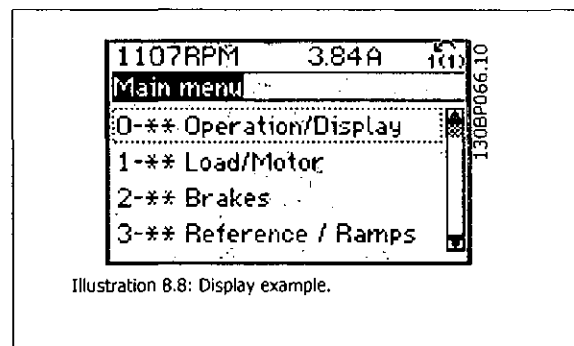 1107RPM 3.84A 1(1)
Main menu
0-** Operation/Display
1-** Load/Motor
2-** Brakes
3-** Reference / Ramps
130BP066.10
Illustration 8.8: Display example.